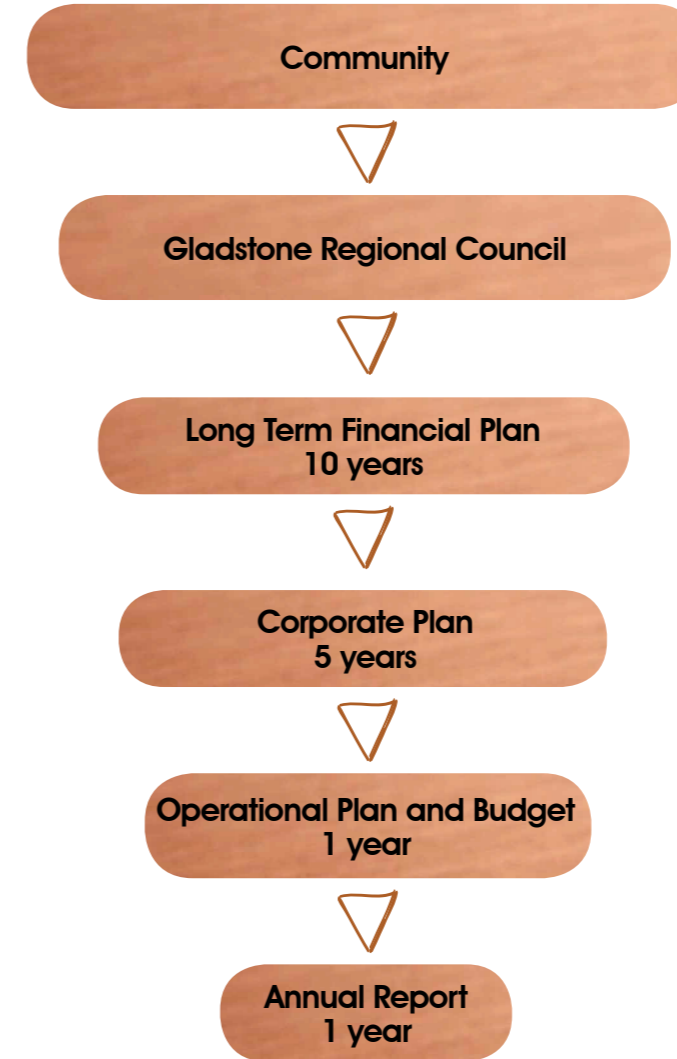 Community
Gladstone Regional Council
Long Term Financial Plan
10 years
Corporate Plan
5 years
Operational Plan and Budget
1 year
Annual Report
1 year